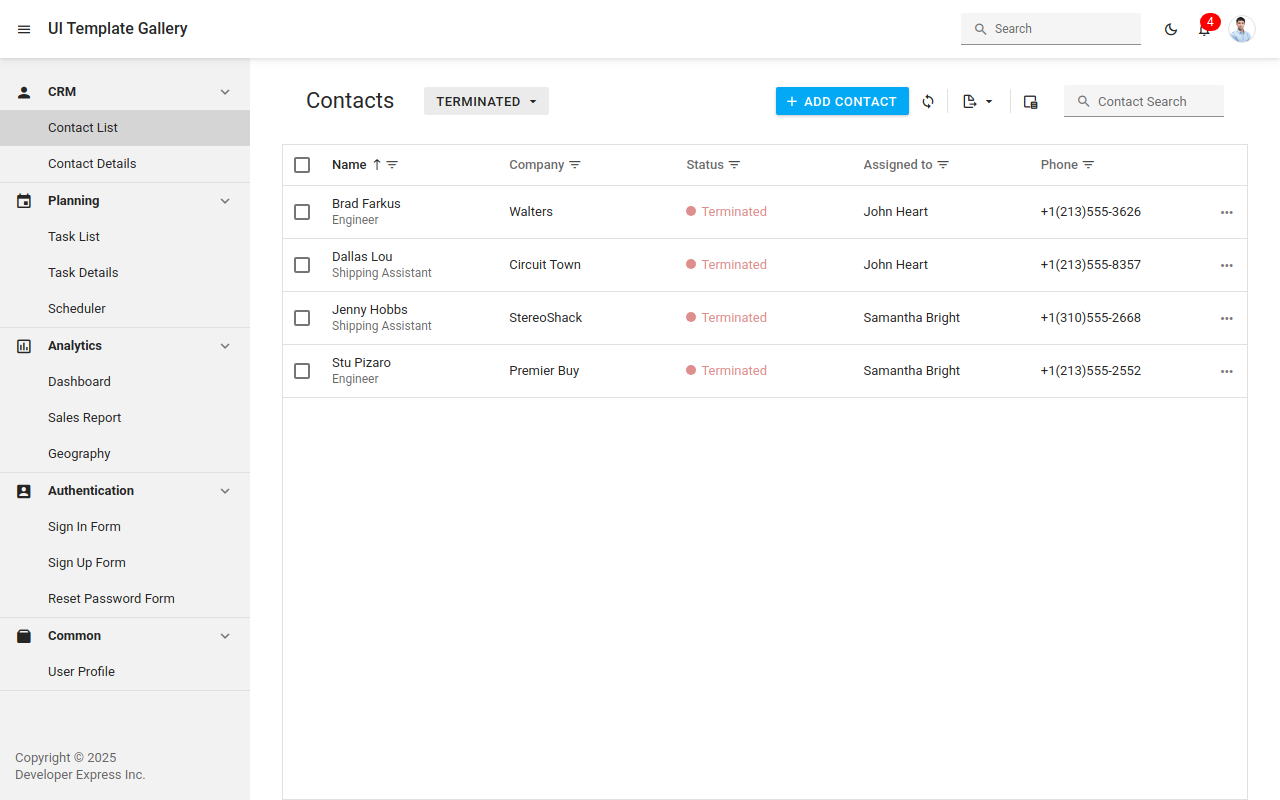 UI Template Gallery
Search
4
CRM
Contact List
Contact Details
Planning
Task List
Task Details
Scheduler
Analytics
Dashboard
Sales Report
Geography
Authentication
Sign In Form
Sign Up Form
Reset Password Form
Common
User Profile
Copyright © 2025
Developer Express Inc.
Contacts
TERMINATED
ADD CONTACT
Contact Search
Name Company Status Assigned to Phone
Brad Farkus
Engineer
Walters Terminated John Heart +1(213)555-3626
Dallas Lou
Shipping Assistant
Circuit Town Terminated John Heart +1(213)555-8357
Jenny Hobbs
Shipping Assistant
StereoShack Terminated Samantha Bright +1(310)555-2668
Stu Pizaro
Engineer
Premier Buy Terminated Samantha Bright +1(213)555-2552